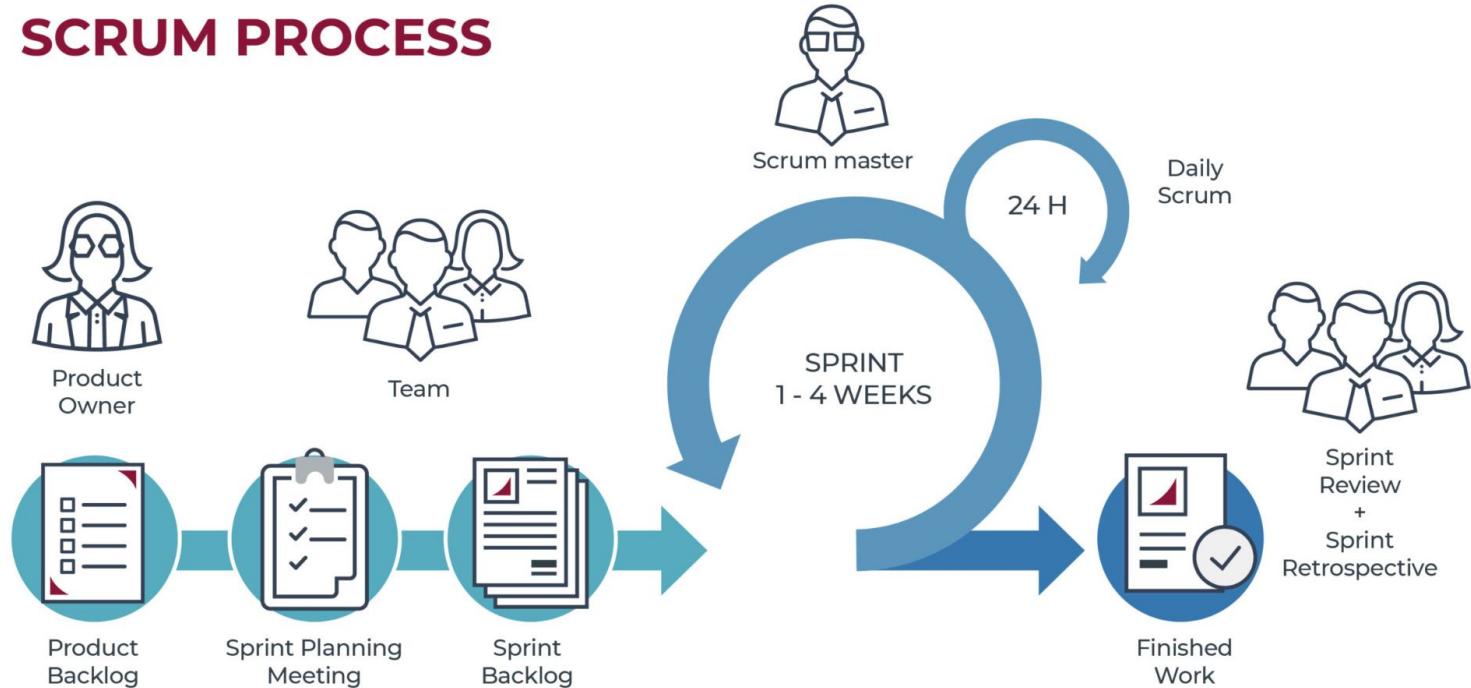 SCRUM PROCESS
Scrum master
24 H
Daily
Scrum
Product
Owner
Team
SPRINT
1 - 4 WEEKS
Sprint
Review
+
Sprint
Retrospective
Product
Backlog
Sprint Planning
Meeting
Sprint
Backlog
Finished
Work